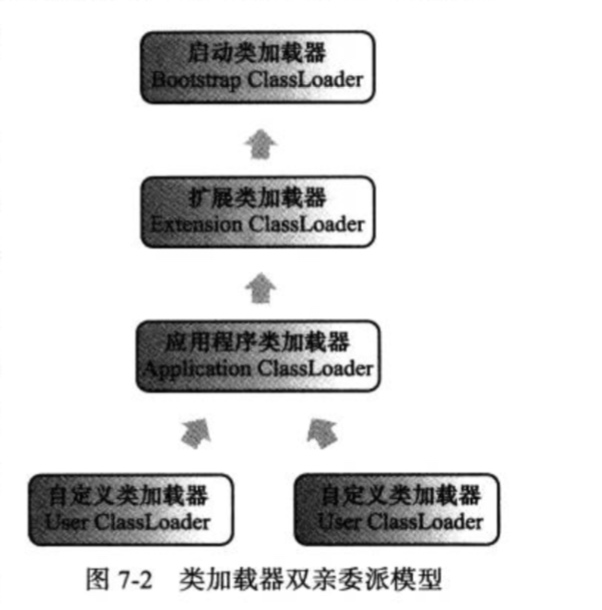 启动类加载器
Bootstrap ClassLoader
扩展类加载器
Extension ClassLoader
应用程序类加载器
Application ClassLoader
自定义类加载器
User ClassLoader
自定义类加载器
User ClassLoader
图 7-2 类加载器双亲委派模型